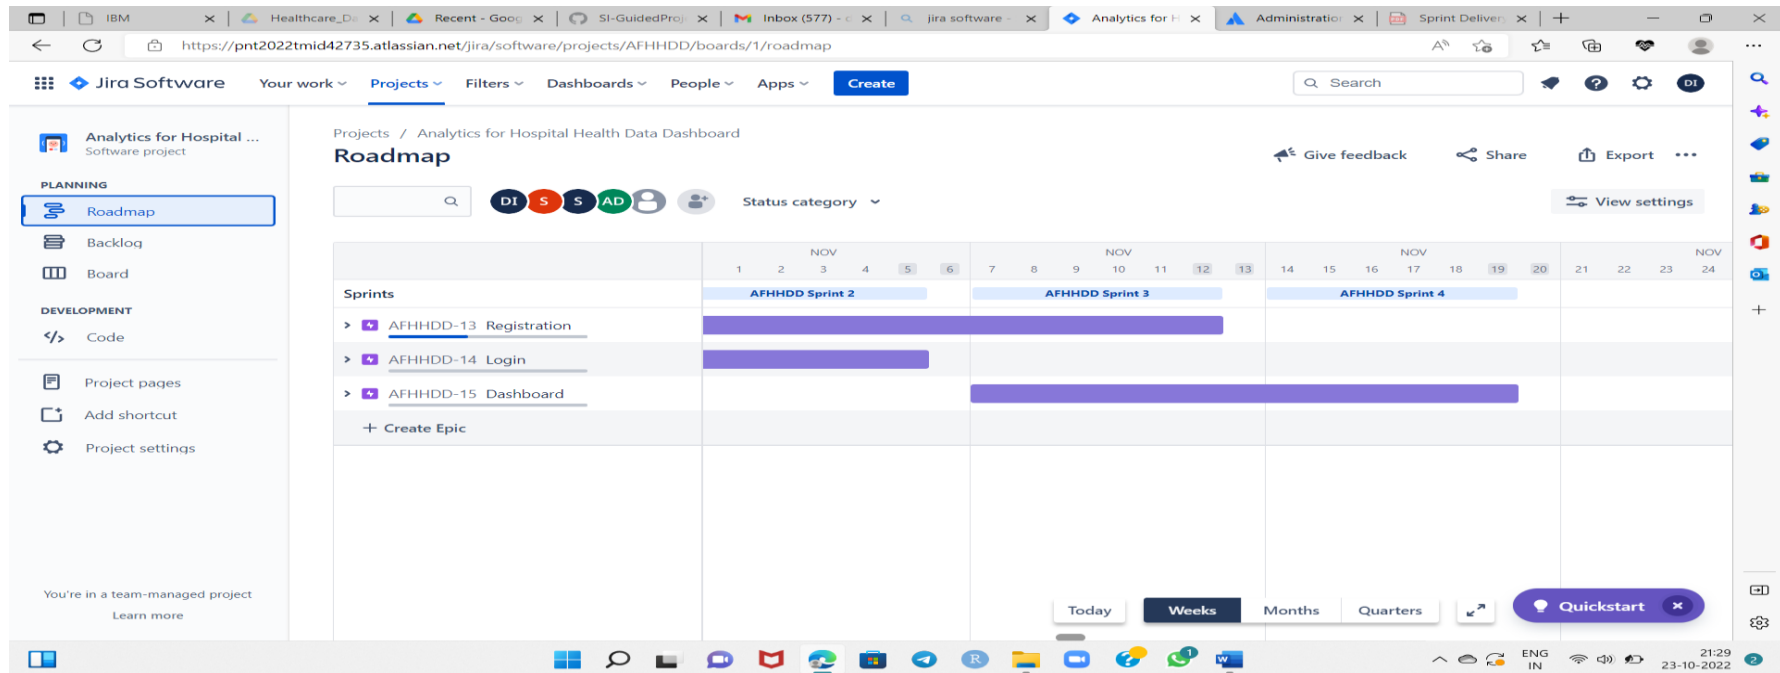 IBM
Healthcare_Da
Recent - Goog
SI-GuidedProj
Inbox (577) - c
jira software -
Analytics for H
Administration
Sprint Delivery
https://pnt2022tmid42735.atlassian.net/jira/software/projects/AFHHDD/boards/1/roadmap
Jira Software Your work Projects Filters Dashboards People Apps Create Search DI
Analytics for Hospital ...
Software project
PLANNING
Roadmap
Backlog
Board
DEVELOPMENT
Code
Project pages
Add shortcut
Project settings
You're in a team-managed project
Learn more
Projects / Analytics for Hospital Health Data Dashboard
Roadmap
Give feedback Share Export
DI S S AD Status category View settings
NOV NOV NOV NOV
1 2 3 4 5 6 7 8 9 10 11 12 13 14 15 16 17 18 19 20 21 22 23 24
Sprints AFHHDD Sprint 2 AFHHDD Sprint 3 AFHHDD Sprint 4
AFHHDD-13 Registration
AFHHDD-14 Login
AFHHDD-15 Dashboard
+ Create Epic
Today Weeks Months Quarters Quickstart
ENG
IN
21:29
23-10-2022
1
2